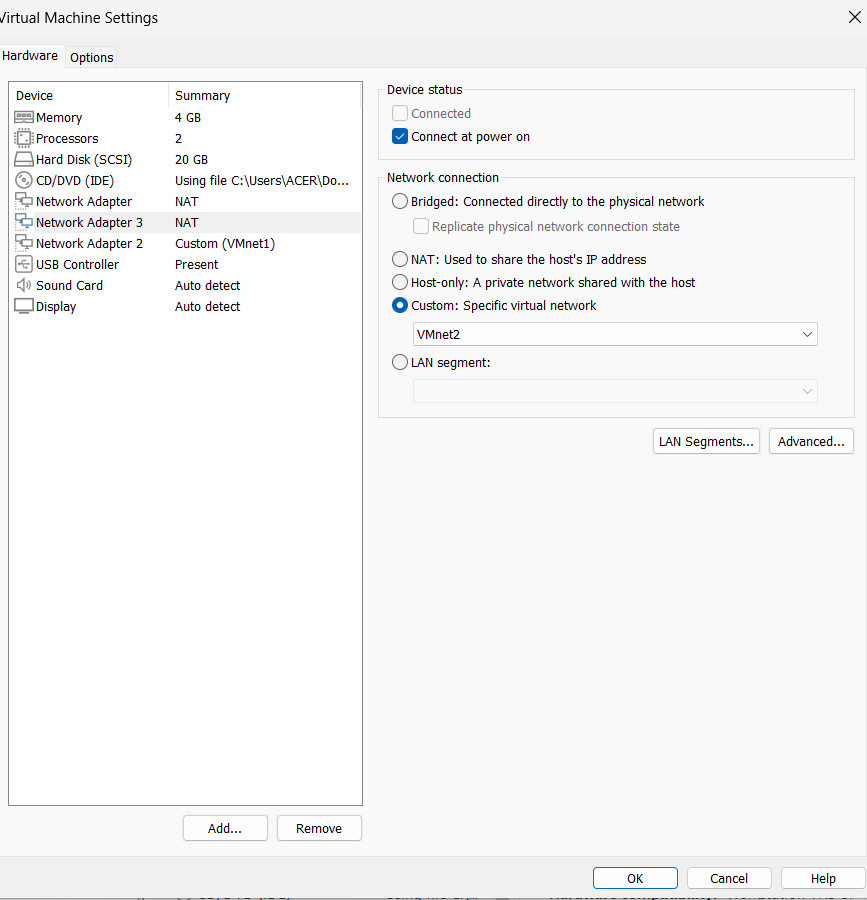 Virtual Machine Settings
Hardware
Options
Device Summary
Memory 4 GB
Processors 2
Hard Disk (SCSI) 20 GB
CD/DVD (IDE) Using file C:\Users\ACER\Do...
Network Adapter NAT
Network Adapter 3 NAT
Network Adapter 2 Custom (VMnet1)
USB Controller Present
Sound Card Auto detect
Display Auto detect
Add...
Remove
Device status
Connected
Connect at power on
Network connection
Bridged: Connected directly to the physical network
Replicate physical network connection state
NAT: Used to share the host's IP address
Host-only: A private network shared with the host
Custom: Specific virtual network
VMnet2
LAN segment:
LAN Segments...
Advanced...
OK
Cancel
Help